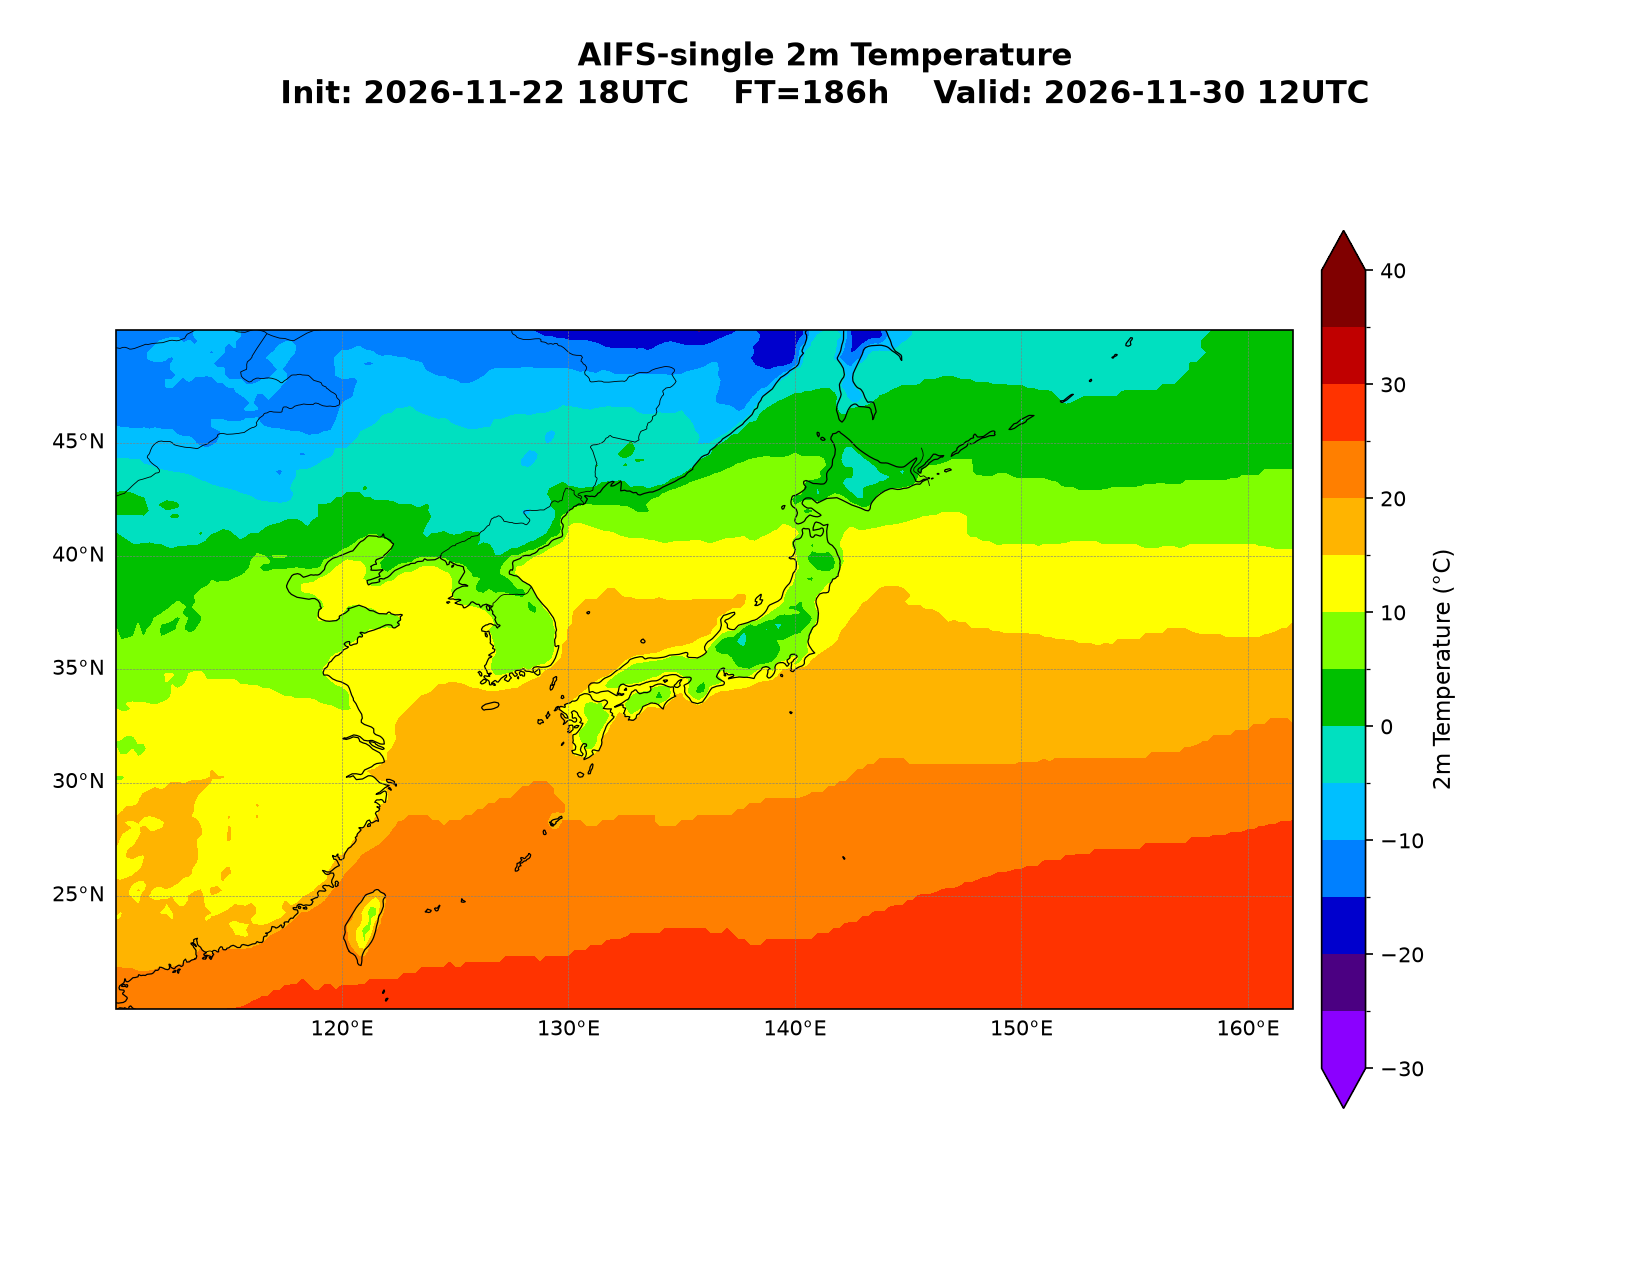 AIFS-single 2m Temperature
Init: 2026-11-22 18UTC    FT=186h    Valid: 2026-11-30 12UTC
45°N
40°N
35°N
30°N
25°N
120°E
130°E
140°E
150°E
160°E
40
30
20
10
0
−10
−20
−30
2m Temperature (°C)